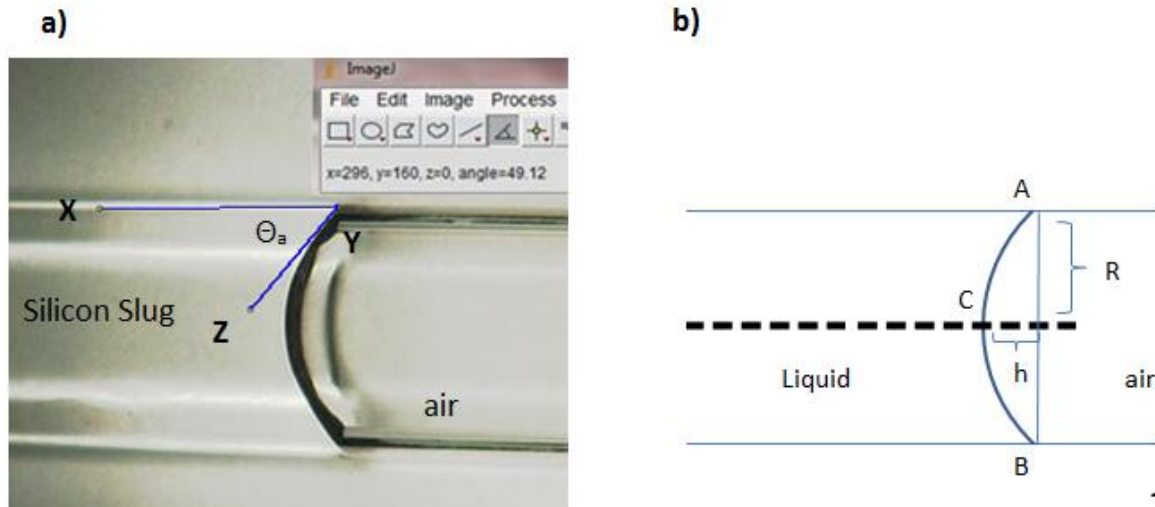 a)
b)
ImageJ
File Edit Image Process
x=296, y=160, z=0, angle=49.12
X
Θa
Y
Silicon Slug
Z
air
A
R
C
h
Liquid
air
B